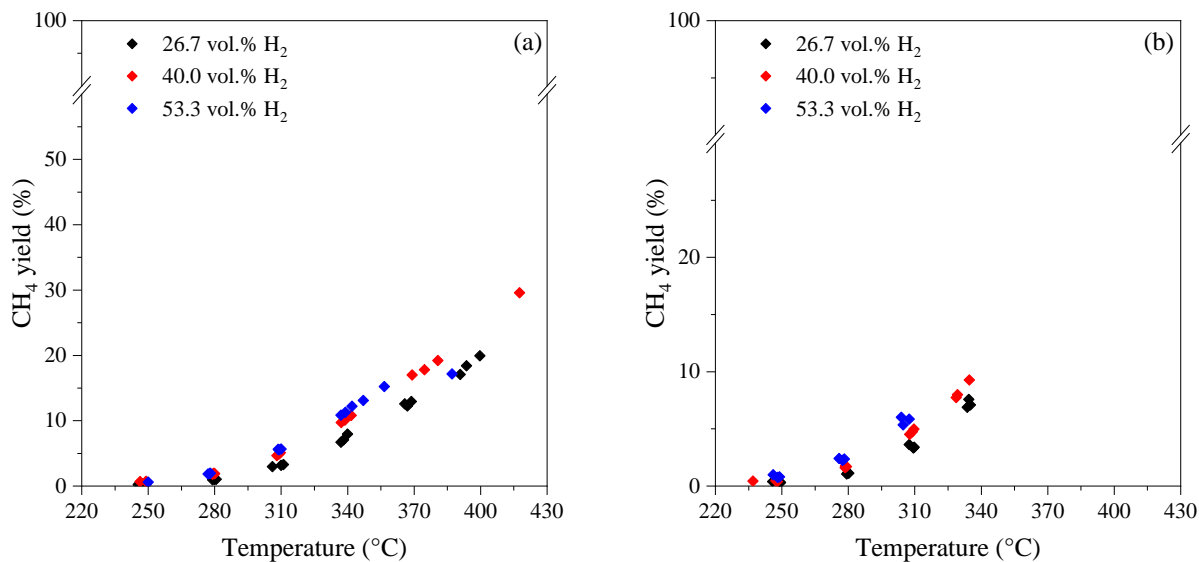 (a)
26.7 vol.% H₂
40.0 vol.% H₂
53.3 vol.% H₂
100
50
40
30
20
10
0
CH₄ yield (%)
220 250 280 310 340 370 400 430
Temperature (°C)
(b)
26.7 vol.% H₂
40.0 vol.% H₂
53.3 vol.% H₂
100
20
10
0
CH₄ yield (%)
220 250 280 310 340 370 400 430
Temperature (°C)